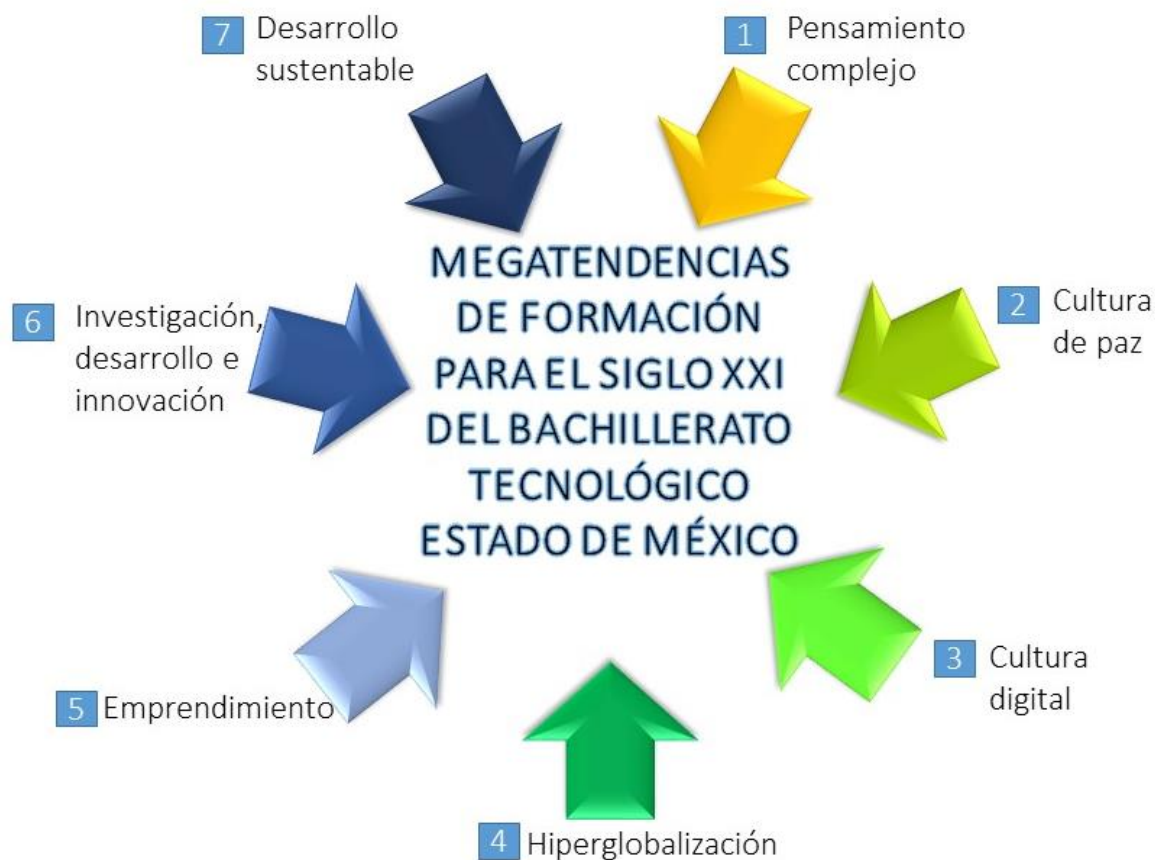 MEGATENDENCIAS
DE FORMACIÓN
PARA EL SIGLO XXI
DEL BACHILLERATO
TECNOLÓGICO
ESTADO DE MÉXICO
1 Pensamiento
complejo
2 Cultura
de paz
3 Cultura
digital
4 Hiperglobalización
5 Emprendimiento
6 Investigación,
desarrollo e
innovación
7 Desarrollo
sustentable